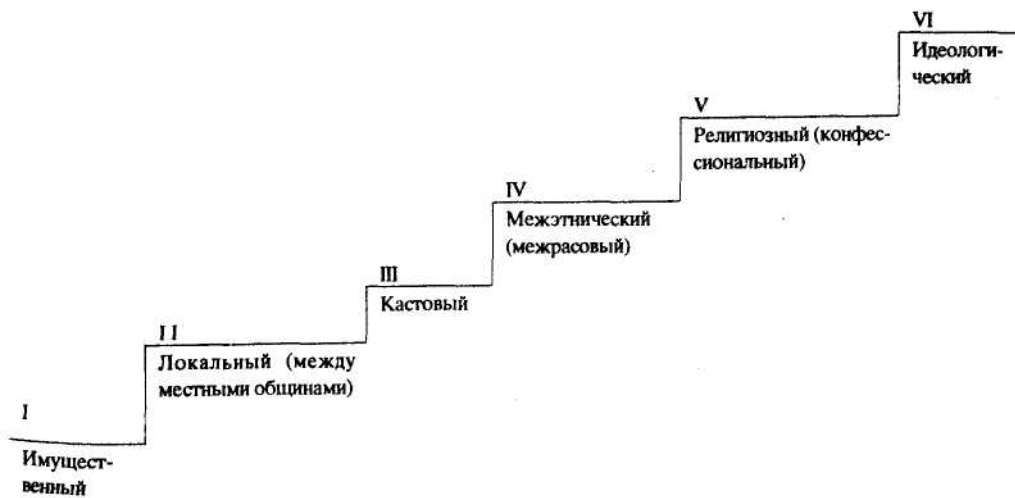 VI
Идеологи-
ческий
V
Религиозный (конфес-
сиональный)
IV
Межэтнический
(межрасовый)
III
Кастовый
II
Локальный (между
местными общинами)
I
Имущест-
венный